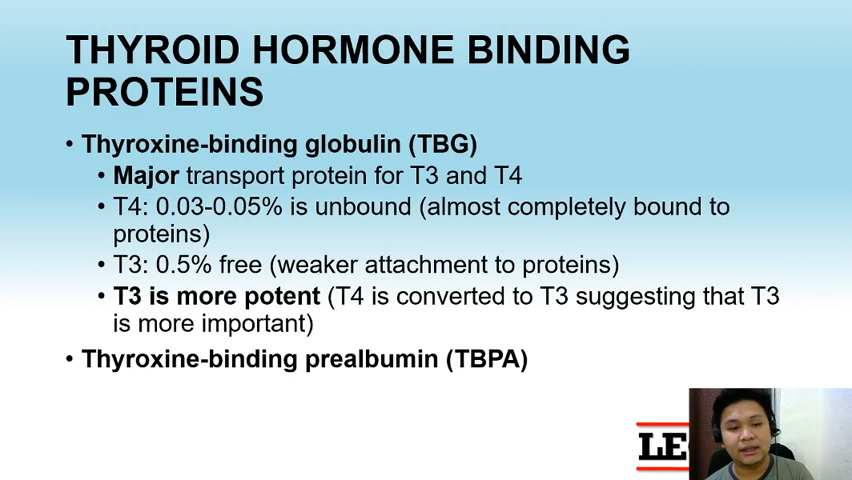 THYROID HORMONE BINDING
PROTEINS
• Thyroxine-binding globulin (TBG)
• Major transport protein for T3 and T4
• T4: 0.03-0.05% is unbound (almost completely bound to
proteins)
• T3: 0.5% free (weaker attachment to proteins)
• T3 is more potent (T4 is converted to T3 suggesting that T3
is more important)
• Thyroxine-binding prealbumin (TBPA)